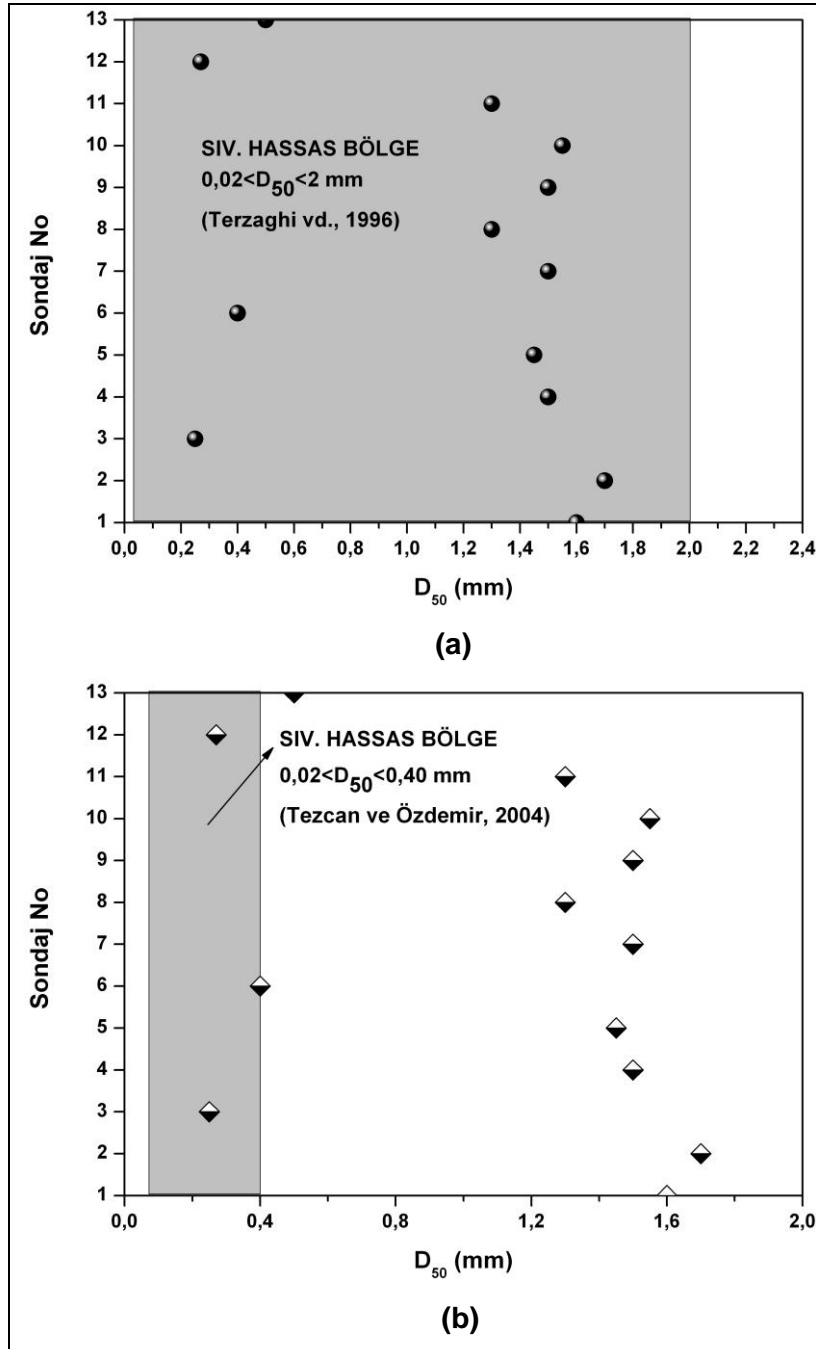 13
12
11
10
9
8
7
6
5
4
3
2
1
Sondaj No
SIV. HASSAS BÖLGE
0,02<D50<2 mm
(Terzaghi vd., 1996)
0,0 0,2 0,4 0,6 0,8 1,0 1,2 1,4 1,6 1,8 2,0 2,2 2,4
D50 (mm)
(a)
13
12
11
10
9
8
7
6
5
4
3
2
1
Sondaj No
SIV. HASSAS BÖLGE
0,02<D50<0,40 mm
(Tezcan ve Özdemir, 2004)
0,0 0,4 0,8 1,2 1,6 2,0
D50 (mm)
(b)